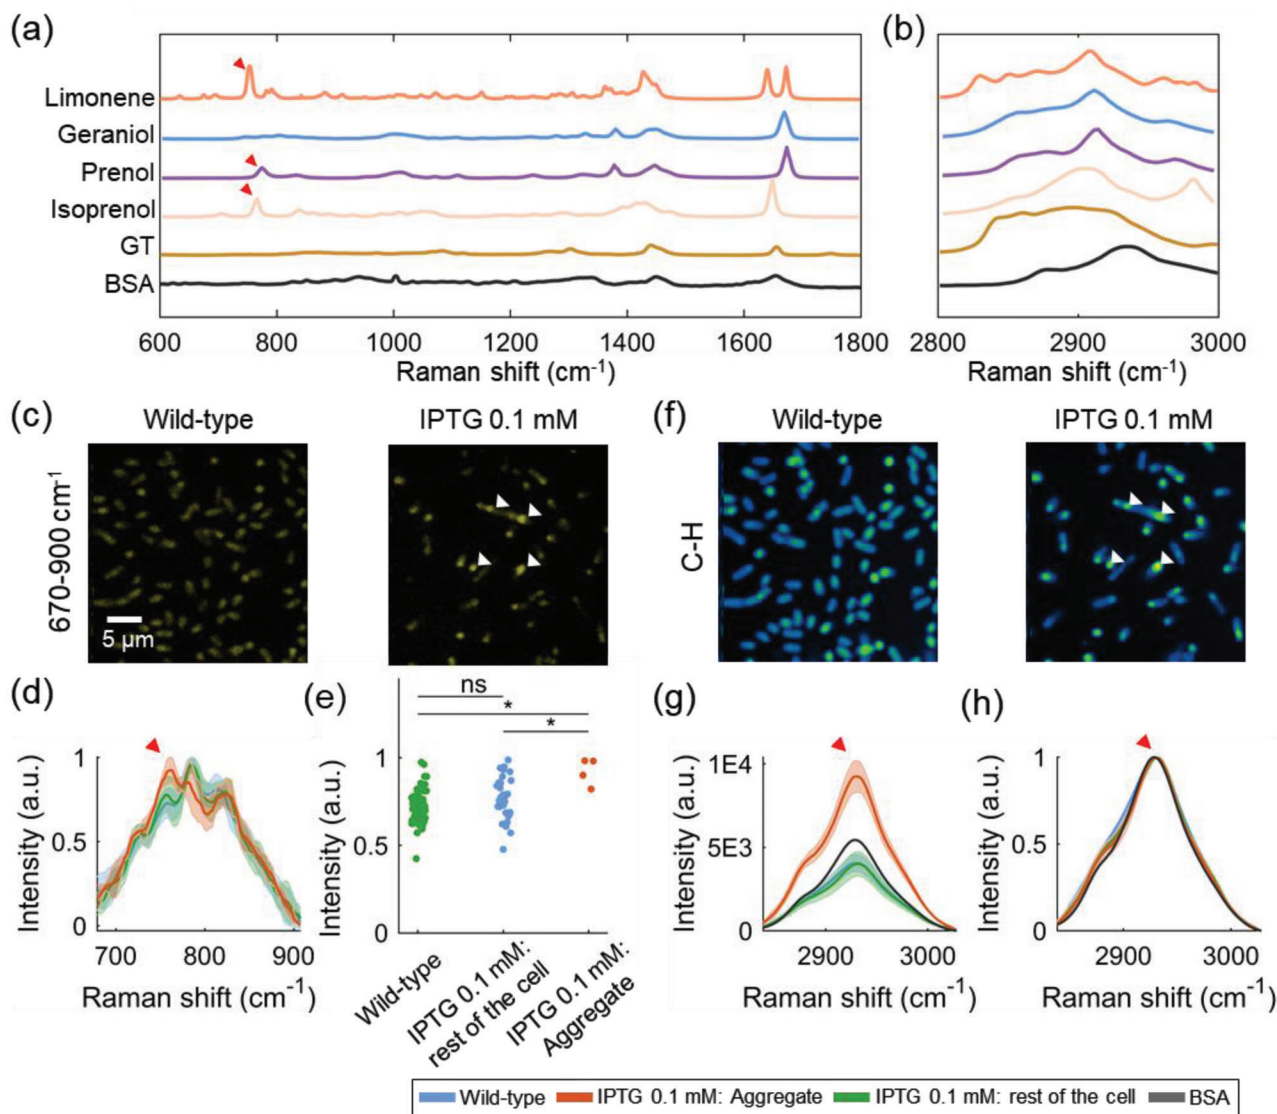 (a)
(b)
Limonene
Geraniol
Prenol
Isoprenol
GT
BSA
600 800 1000 1200 1400 1600 1800
Raman shift (cm-1)
2800 2900 3000
Raman shift (cm-1)
(c)
Wild-type
IPTG 0.1 mM
670-900 cm-1
5 μm
(f)
Wild-type
IPTG 0.1 mM
C-H
(d)
Intensity (a.u.)
1
0.5
0
700 800 900
Raman shift (cm-1)
(e)
ns
*
*
Intensity (a.u.)
1
0.5
0
Wild-type
IPTG 0.1 mM:
rest of the cell
IPTG 0.1 mM:
Aggregate
(g)
Intensity (a.u.)
1E4
5E3
0
2900 3000
Raman shift (cm-1)
(h)
Intensity (a.u.)
1
0.5
0
2900 3000
Raman shift (cm-1)
Wild-type IPTG 0.1 mM: Aggregate IPTG 0.1 mM: rest of the cell BSA